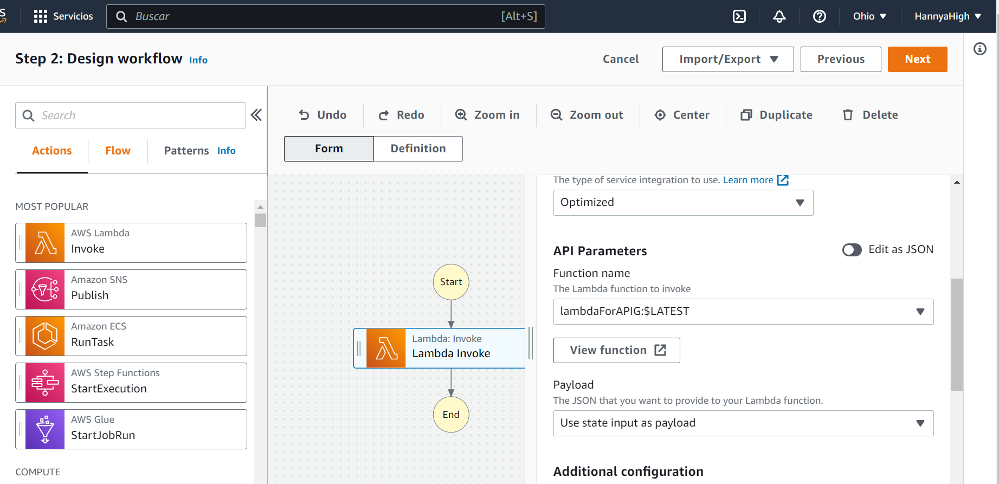 Servicios
Buscar
[Alt+S]
Ohio
HannyaHigh
Step 2: Design workflow Info
Cancel
Import/Export
Previous
Next
Search
Undo
Redo
Zoom in
Zoom out
Center
Duplicate
Delete
Actions
Flow
Patterns Info
Form
Definition
MOST POPULAR
AWS Lambda
Invoke
Amazon SNS
Publish
Amazon ECS
RunTask
AWS Step Functions
StartExecution
AWS Glue
StartJobRun
COMPUTE
Start
Lambda: Invoke
Lambda Invoke
End
The type of service integration to use. Learn more
Optimized
API Parameters
Edit as JSON
Function name
The Lambda function to invoke
lambdaForAPIG:$LATEST
View function
Payload
The JSON that you want to provide to your Lambda function.
Use state input as payload
Additional configuration